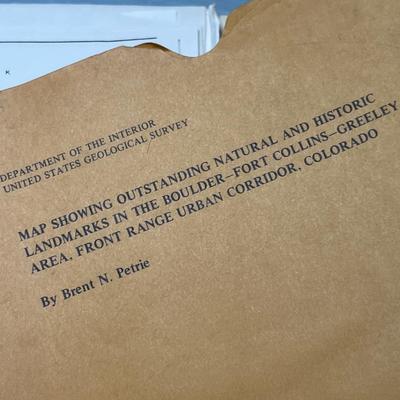 K
DEPARTMENT OF THE INTERIOR
UNITED STATES GEOLOGICAL SURVEY
MAP SHOWING OUTSTANDING NATURAL AND HISTORIC
LANDMARKS IN THE BOULDER–FORT COLLINS–GREELEY
AREA, FRONT RANGE URBAN CORRIDOR, COLORADO
By Brent N. Petrie